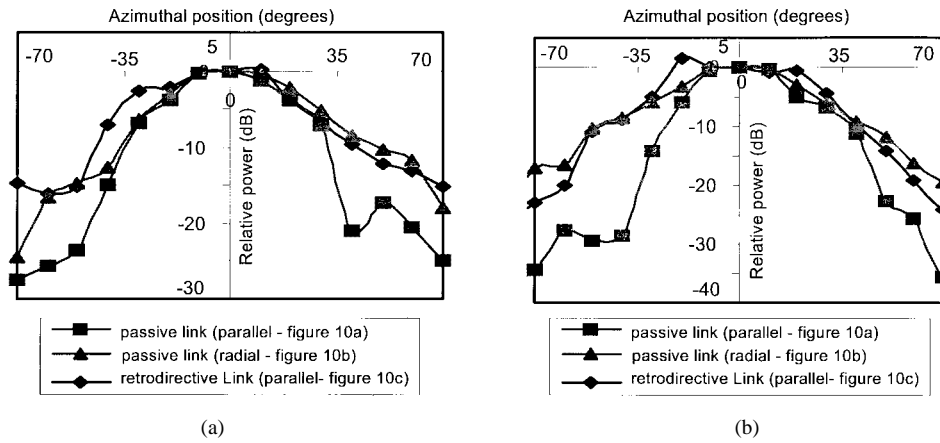 Azimuthal position (degrees)
-70
-35
5
35
70
0
0
-10
-20
-30
Relative power (dB)
passive link (parallel - figure 10a)
passive link (radial - figure 10b)
retrodirective Link (parallel- figure 10c)
(a)
Azimuthal position (degrees)
-70
-35
5
35
70
0
0
-10
-20
-30
-40
Relative power (dB)
passive link (parallel - figure 10a)
passive link (radial - figure 10b)
retrodirective Link (parallel- figure 10c)
(b)